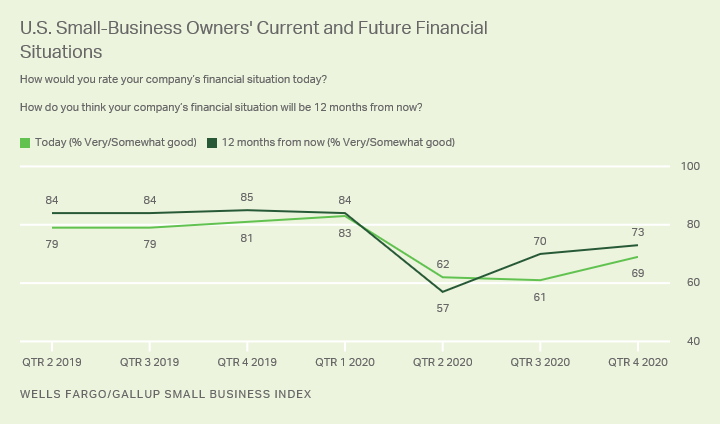 U.S. Small-Business Owners' Current and Future Financial
Situations
How would you rate your company's financial situation today?
How do you think your company's financial situation will be 12 months from now?
Today (% Very/Somewhat good) 12 months from now (% Very/Somewhat good)
100
84 84 85 84
79 79 81 83
80
62 70 73
57 61 69
60
40
QTR 2 2019 QTR 3 2019 QTR 4 2019 QTR 1 2020 QTR 2 2020 QTR 3 2020 QTR 4 2020
WELLS FARGO/GALLUP SMALL BUSINESS INDEX